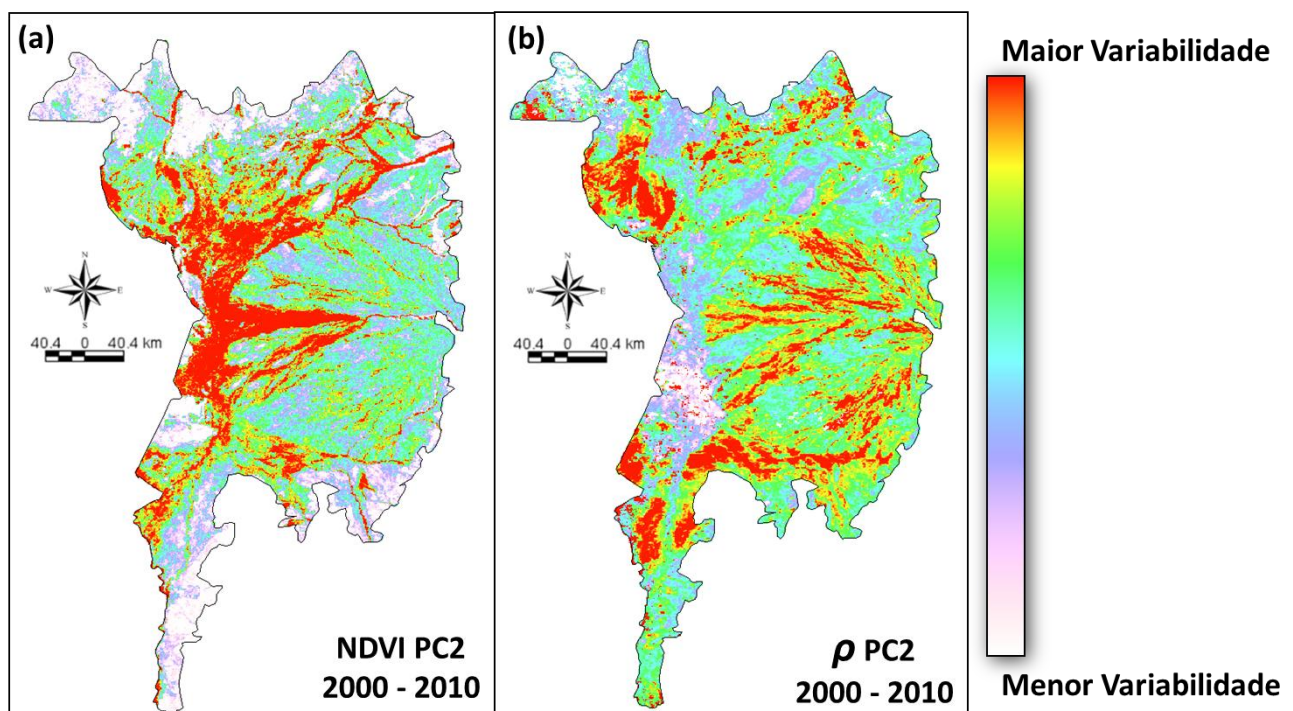 (a)
N
W E
S
40.4 0 40.4 km
NDVI PC2
2000 - 2010
(b)
N
W E
S
40.4 0 40.4 km
ρ PC2
2000 - 2010
Maior Variabilidade
Menor Variabilidade